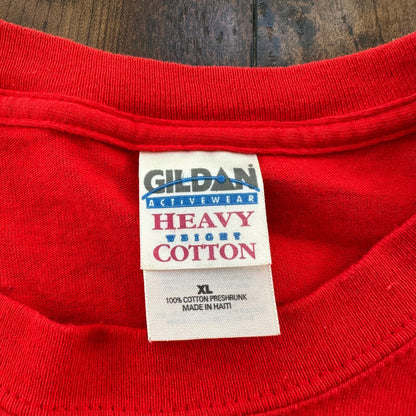 GILDAN
ACTIVEWEAR
HEAVY
WEIGHT
COTTON
XL
100% COTTON PRESHRUNK
MADE IN HAITI